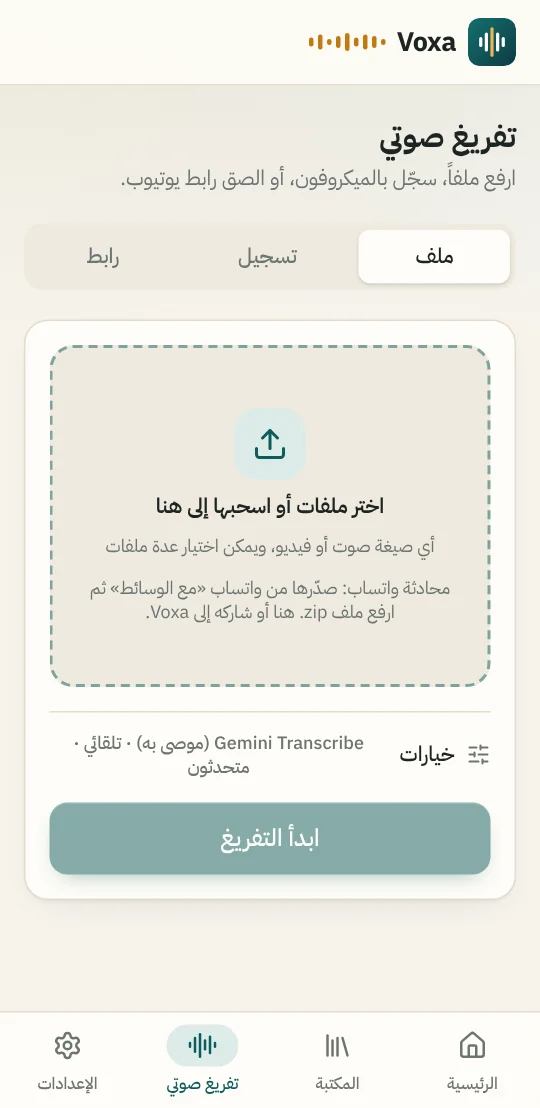 Voxa
تفريغ صوتي
ارفع ملفاً، سجّل بالميكروفون، أو الصق رابط يوتيوب.
ملف
تسجيل
رابط
اختر ملفات أو اسحبها إلى هنا
أي صيغة صوت أو فيديو، ويمكن اختيار عدة ملفات
محادثة واتساب: صدّرها من واتساب «مع الوسائط» ثم
ارفع ملف zip. هنا أو شاركه إلى Voxa.
خيارات
Gemini Transcribe (موصى به) · تلقائي ·
متحدثون
ابدأ التفريغ
الرئيسية
المكتبة
تفريغ صوتي
الإعدادات